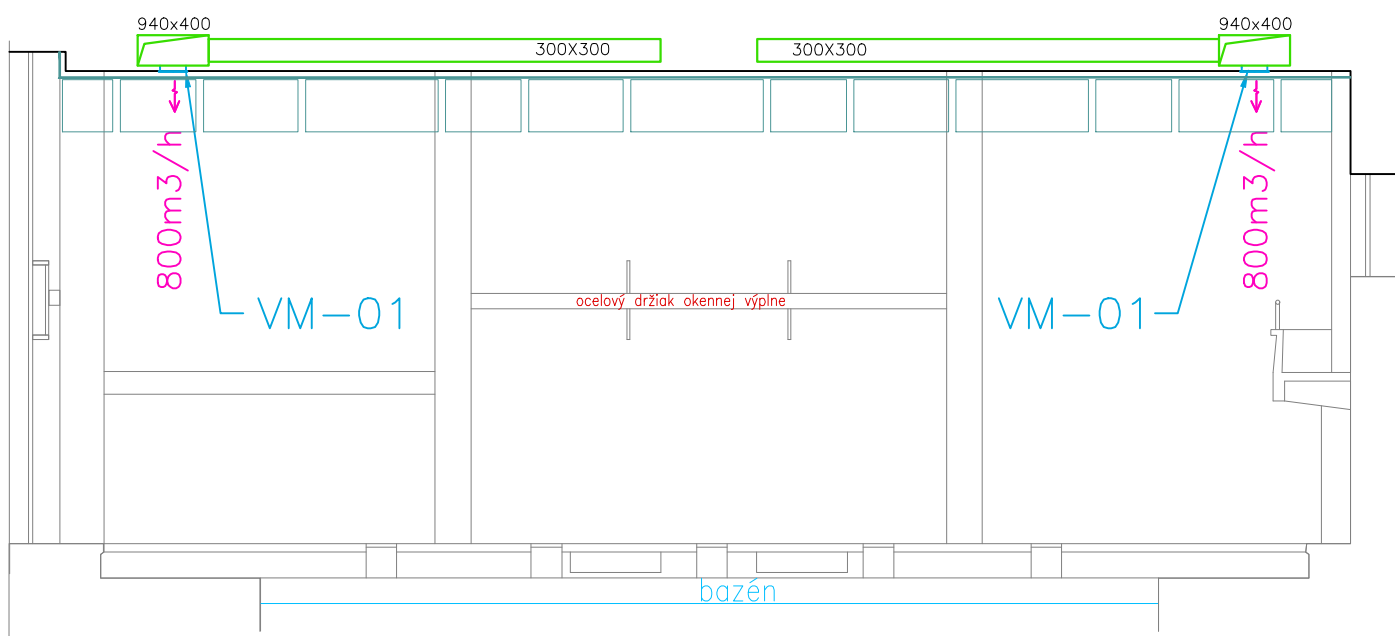 940x400
940x400
300X300
300X300
800m3/h
800m3/h
ocelový držiak okennej výplne
VM-01
VM-01
bazén